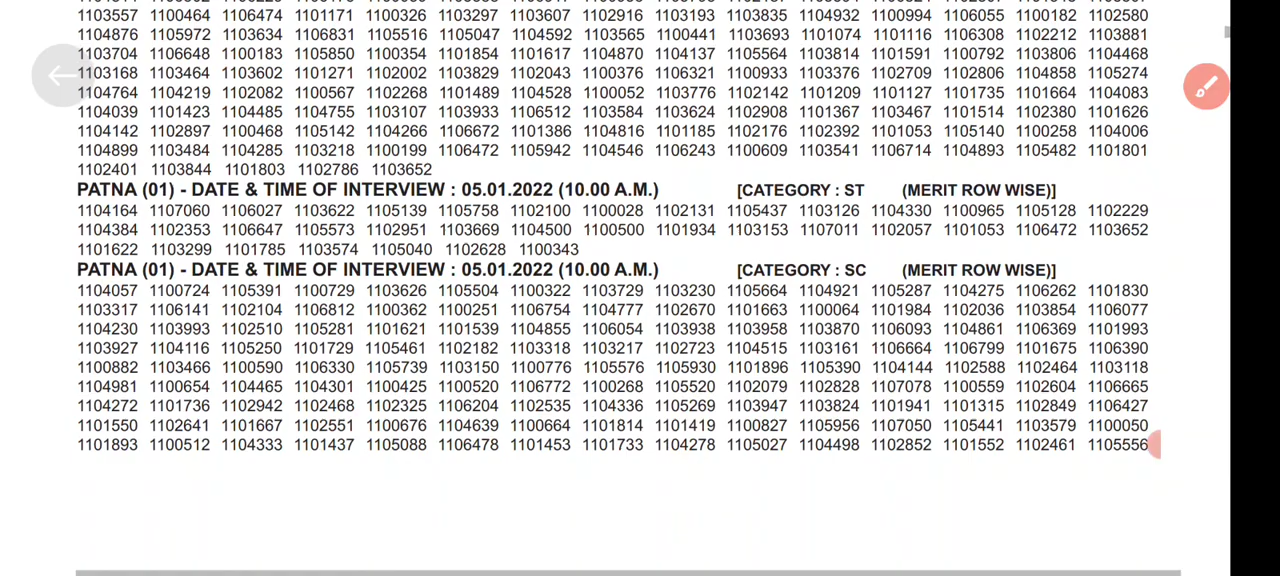 1103557 1100464 1106474 1101171 1100326 1103297 1103607 1102916 1103193 1103835 1104932 1100994 1106055 1100182 1102580
1104876 1105972 1103634 1106831 1105516 1105047 1104592 1103565 1100441 1103693 1101074 1101116 1106308 1102212 1103881
1103704 1106648 1100183 1105850 1100354 1101854 1101617 1104870 1104137 1105564 1103814 1101591 1100792 1103806 1104468
1103168 1103464 1103602 1101271 1102002 1103829 1102043 1100376 1106321 1100933 1103376 1102709 1102806 1104858 1105274
1104764 1104219 1102082 1100567 1102268 1101489 1104528 1100052 1103776 1102142 1101209 1101127 1101735 1101664 1104083
1104039 1101423 1104485 1104755 1103107 1103933 1106512 1103584 1103624 1102908 1101367 1103467 1101514 1102380 1101626
1104142 1102897 1100468 1105142 1104266 1106672 1101386 1104816 1101185 1102176 1102392 1101053 1105140 1100258 1104006
1104899 1103484 1104285 1103218 1100199 1106472 1105942 1104546 1106243 1100609 1103541 1106714 1104893 1105482 1101801
1102401 1103844 1101803 1102786 1103652
PATNA (01) - DATE & TIME OF INTERVIEW : 05.01.2022 (10.00 A.M.) [CATEGORY : ST (MERIT ROW WISE)]
1104164 1107060 1106027 1103622 1105139 1105758 1102100 1100028 1102131 1105437 1103126 1104330 1100965 1105128 1102229
1104384 1102353 1106647 1105573 1102951 1103669 1104500 1100500 1101934 1103153 1107011 1102057 1101053 1106472 1103652
1101622 1103299 1101785 1103574 1105040 1102628 1100343
PATNA (01) - DATE & TIME OF INTERVIEW : 05.01.2022 (10.00 A.M.) [CATEGORY : SC (MERIT ROW WISE)]
1104057 1100724 1105391 1100729 1103626 1105504 1100322 1103729 1103230 1105664 1104921 1105287 1104275 1106262 1101830
1103317 1106141 1102104 1106812 1100362 1100251 1106754 1104777 1102670 1101663 1100064 1101984 1102036 1103854 1106077
1104230 1103993 1102510 1105281 1101621 1101539 1104855 1106054 1103938 1103958 1103870 1106093 1104861 1106369 1101993
1103927 1104116 1105250 1101729 1105461 1102182 1103318 1103217 1102723 1104515 1103161 1106664 1106799 1101675 1106390
1100882 1103466 1100590 1106330 1105739 1103150 1100776 1105576 1105930 1101896 1105390 1104144 1102588 1102464 1103118
1104981 1100654 1104465 1104301 1100425 1100520 1106772 1100268 1105520 1102079 1102828 1107078 1100559 1102604 1106665
1104272 1101736 1102942 1102468 1102325 1106204 1102535 1104336 1105269 1103947 1103824 1101941 1101315 1102849 1106427
1101550 1102641 1101667 1102551 1100676 1104639 1100664 1101814 1101419 1100827 1105956 1107050 1105441 1103579 1100050
1101893 1100512 1104333 1101437 1105088 1106478 1101453 1101733 1104278 1105027 1104498 1102852 1101552 1102461 1105556